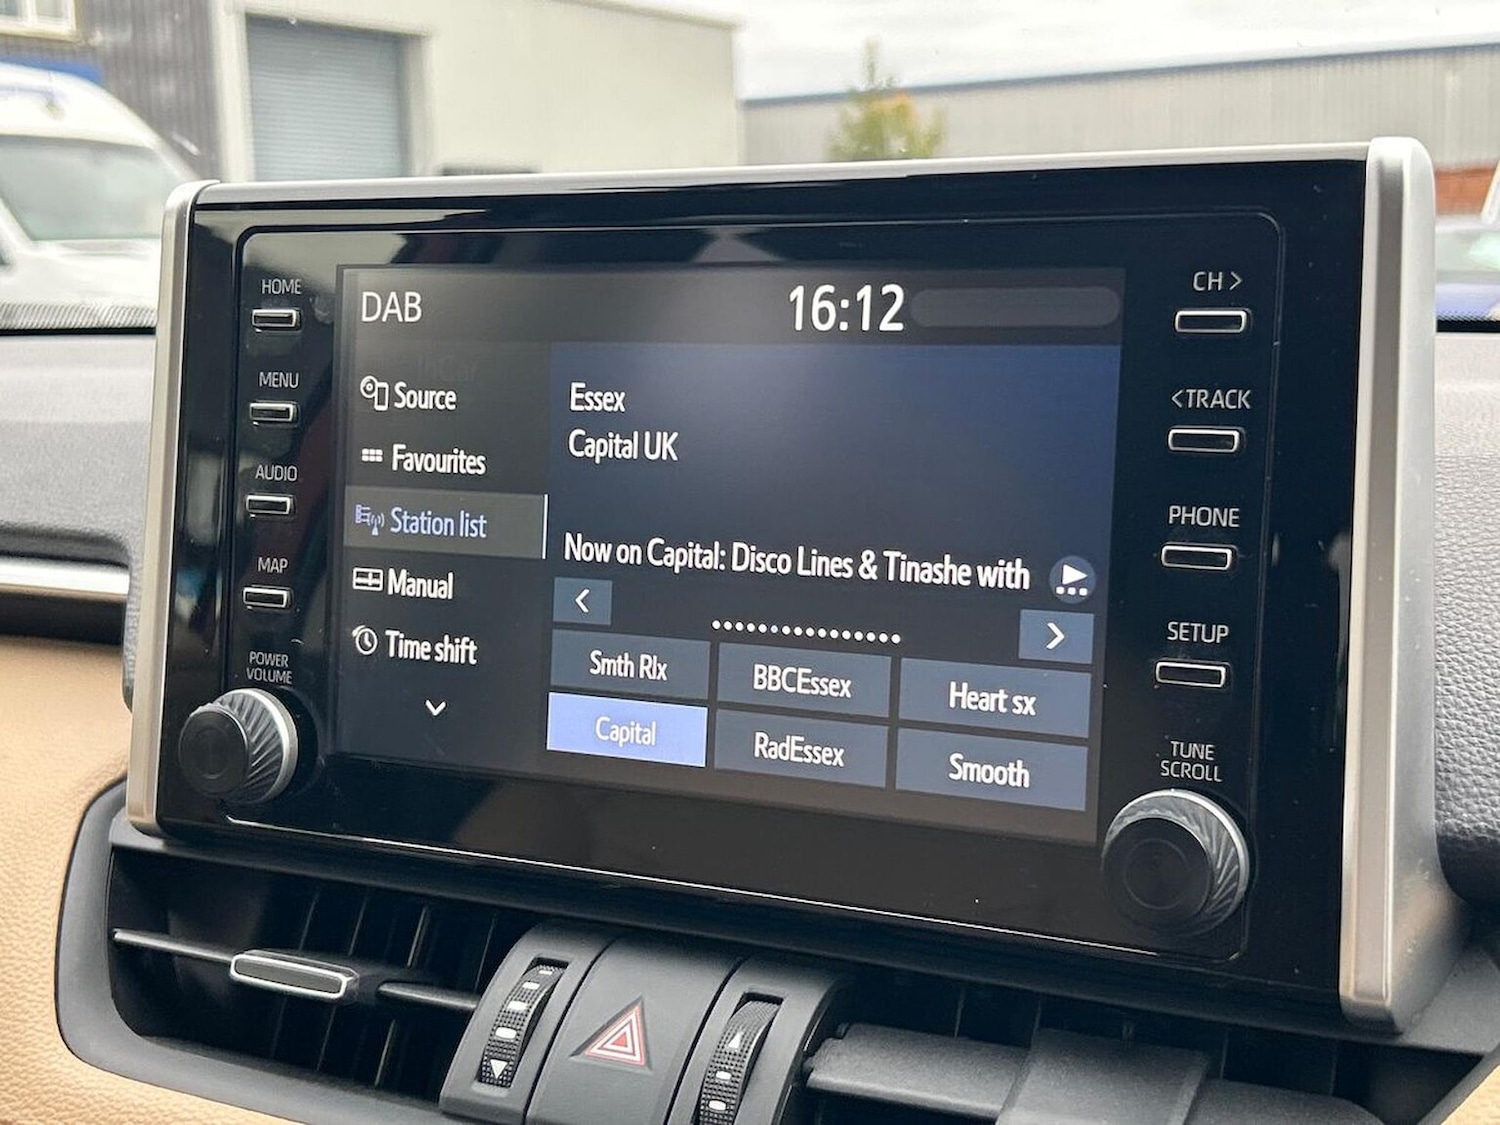 HOME
MENU
AUDIO
MAP
POWER
VOLUME
DAB
16:12
Source
Favourites
Station list
Manual
Time shift
Essex
Capital UK
Now on Capital: Disco Lines & Tinashe with
<
>
Smth Rlx
BBCEssex
Heart sx
Capital
RadEssex
Smooth
CH >
<TRACK
PHONE
SETUP
TUNE
SCROLL